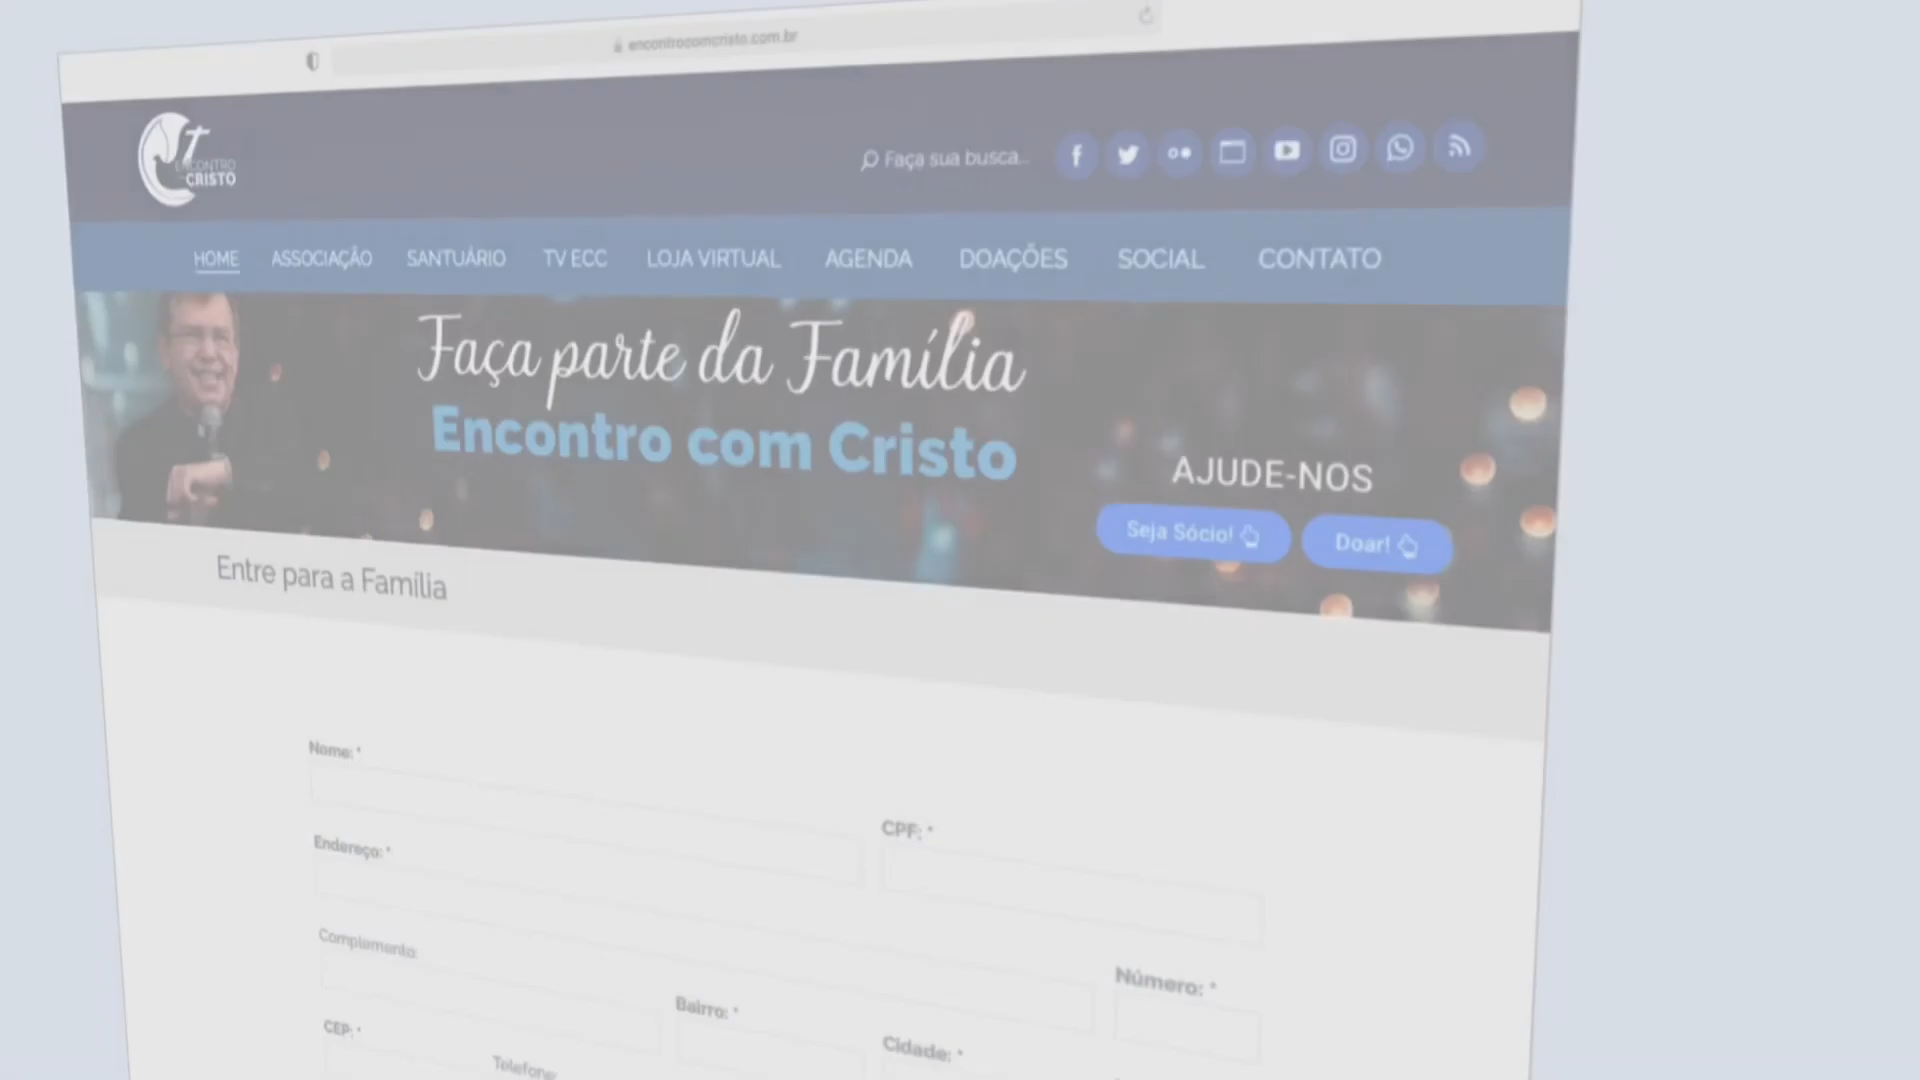 encontrocomcristo.com.br
ENCONTRO
CRISTO
Faça sua busca...
HOME ASSOCIAÇÃO SANTUÁRIO TV ECC LOJA VIRTUAL AGENDA DOAÇÕES SOCIAL CONTATO
Faça parte da Família
Encontro com Cristo
AJUDE-NOS
Seja Sócio! Doar!
Entre para a Família
Nome: *
CPF: *
Endereço: *
Número: *
Complemento:
Bairro: *
Cidade: *
CEP: *
Telefone: